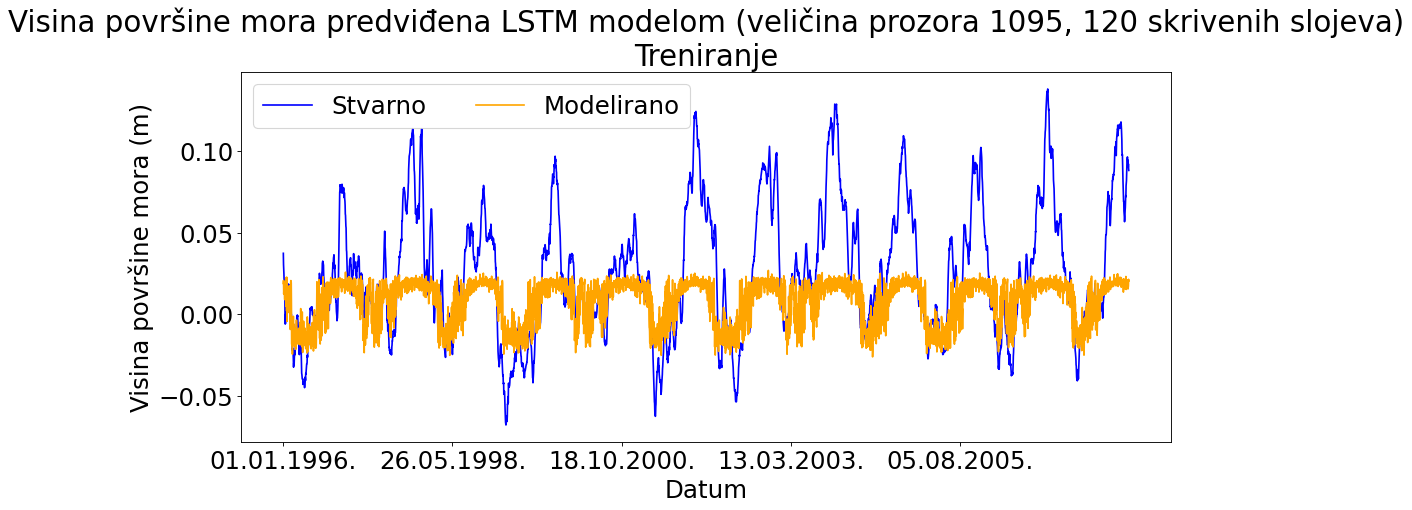 Visina površine mora predviđena LSTM modelom (veličina prozora 1095, 120 skrivenih slojeva)
Treniranje
Stvarno
Modelirano
Visina površine mora (m)
0.10
0.05
0.00
−0.05
01.01.1996.
26.05.1998.
18.10.2000.
13.03.2003.
05.08.2005.
Datum